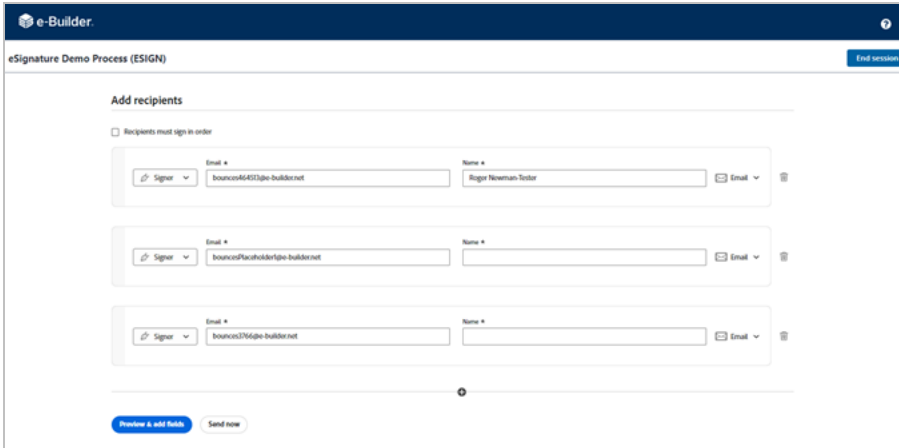 e-Builder.
eSignature Demo Process (ESIGN)
End session
Add recipients
Recipients must sign in order
Email *
Name *
Signer
bounces464513@e-builder.net
Roger Newman-Tester
Email
Email *
Name *
Signer
bouncesPlaceholder1@e-builder.net
Email
Email *
Name *
Signer
bounces3766@e-builder.net
Email
Preview & add fields
Send now